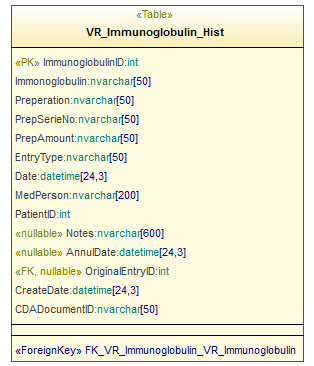 «Table»
VR_Immunoglobulin_Hist
«PK» ImmunoglobulinID:int
Immonoglobulin:nvarchar[50]
Preperation:nvarchar[50]
PrepSerieNo:nvarchar[50]
PrepAmount:nvarchar[50]
EntryType:nvarchar[50]
Date:datetime[24,3]
MedPerson:nvarchar[200]
PatientID:int
«nullable» Notes:nvarchar[600]
«nullable» AnnulDate:datetime[24,3]
«FK, nullable» OriginalEntryID:int
CreateDate:datetime[24,3]
CDADocumentID:nvarchar[50]
«ForeignKey» FK_VR_Immunoglobulin_VR_Immunoglobulin